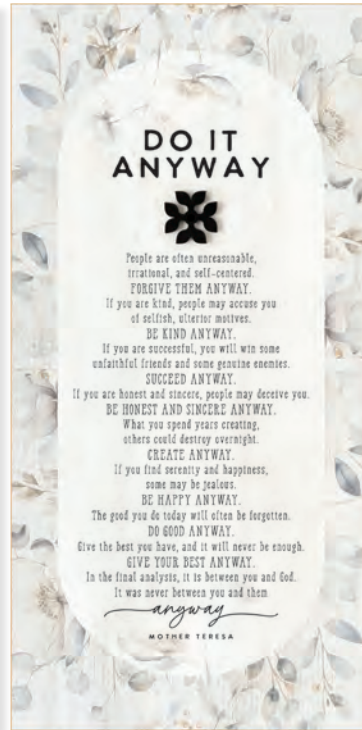 DO IT
ANYWAY
People are often unreasonable,
irrational, and self-centered.
FORGIVE THEM ANYWAY.
If you are kind, people may accuse you
of selfish, ulterior motives.
BE KIND ANYWAY.
If you are successful, you will win some
unfaithful friends and some genuine enemies.
SUCCEED ANYWAY.
If you are honest and sincere, people may deceive you.
BE HONEST AND SINCERE ANYWAY.
What you spend years creating,
others could destroy overnight.
CREATE ANYWAY.
If you find serenity and happiness,
some may be jealous.
BE HAPPY ANYWAY.
The good you do today will often be forgotten.
DO GOOD ANYWAY.
Give the best you have, and it will never be enough.
GIVE YOUR BEST ANYWAY.
In the final analysis, it is between you and God.
It was never between you and them
anyway
MOTHER TERESA